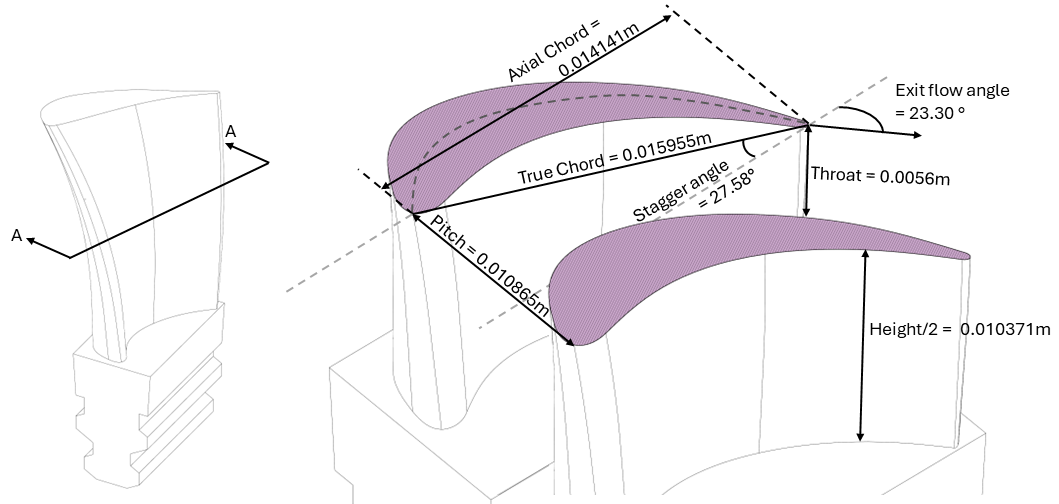 A
A
Axial Chord =
0.014141m
Exit flow angle
= 23.30 °
True Chord = 0.015955m
Throat = 0.0056m
Stagger angle
= 27.58°
Pitch = 0.010865m
Height/2 = 0.010371m